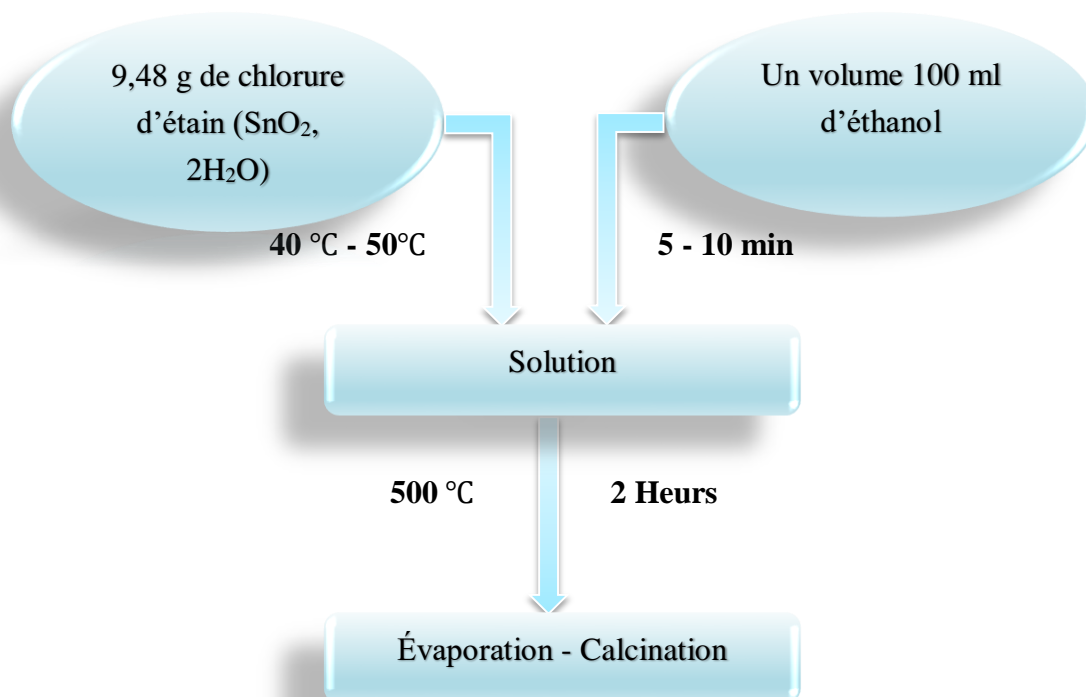 9,48 g de chlorure
d’étain (SnO₂,
2H₂O)
Un volume 100 ml
d’éthanol
40 ℃ - 50℃
5 - 10 min
Solution
500 ℃
2 Heurs
Évaporation - Calcination